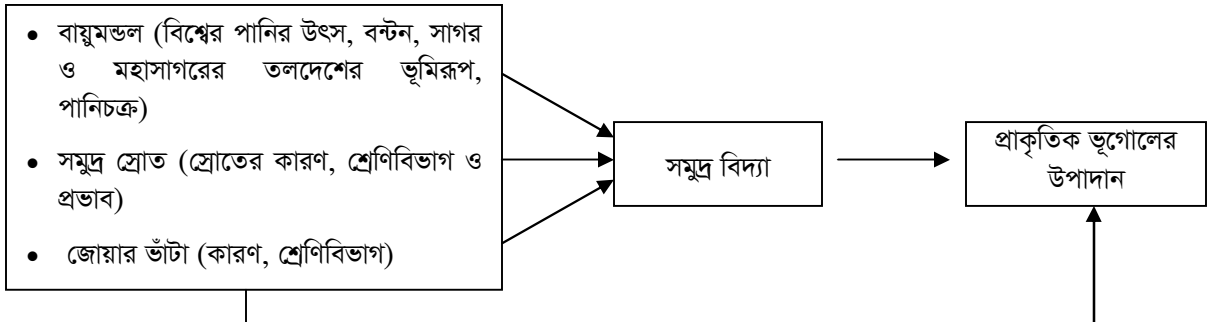 • বায়ুমন্ডল (বিশ্বের পানির উৎস, বন্টন, সাগর
ও মহাসাগরের তলদেশের ভূমিরূপ,
পানিচক্র)
• সমুদ্র স্রোত (স্রোতের কারণ, শ্রেণিবিভাগ ও
প্রভাব)
• জোয়ার ভাঁটা (কারণ, শ্রেণিবিভাগ)
সমুদ্র বিদ্যা
প্রাকৃতিক ভূগোলের
উপাদান